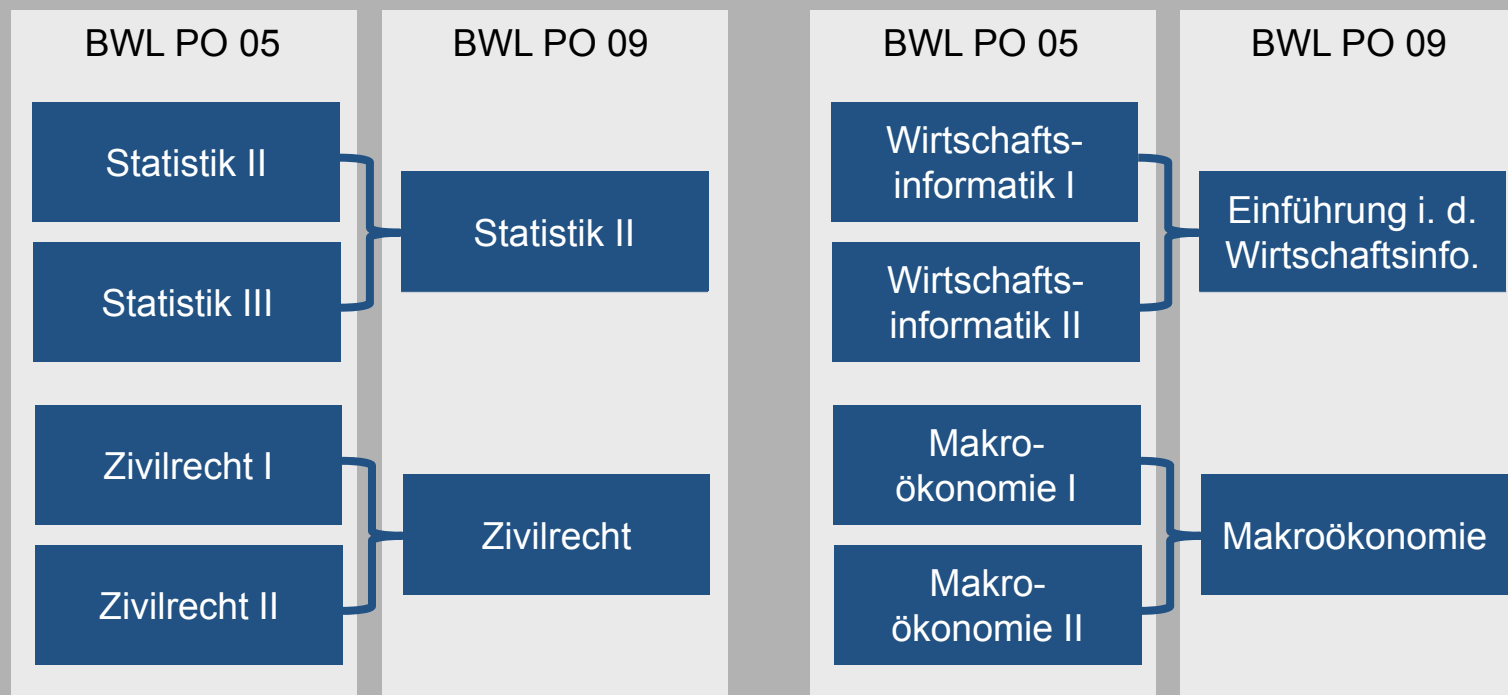 BWL PO 05
BWL PO 09
Statistik II
Statistik III
Statistik II
Zivilrecht I
Zivilrecht II
Zivilrecht
BWL PO 05
BWL PO 09
Wirtschafts-
informatik I
Wirtschafts-
informatik II
Einführung i. d.
Wirtschaftsinfo.
Makro-
ökonomie I
Makro-
ökonomie II
Makroökonomie